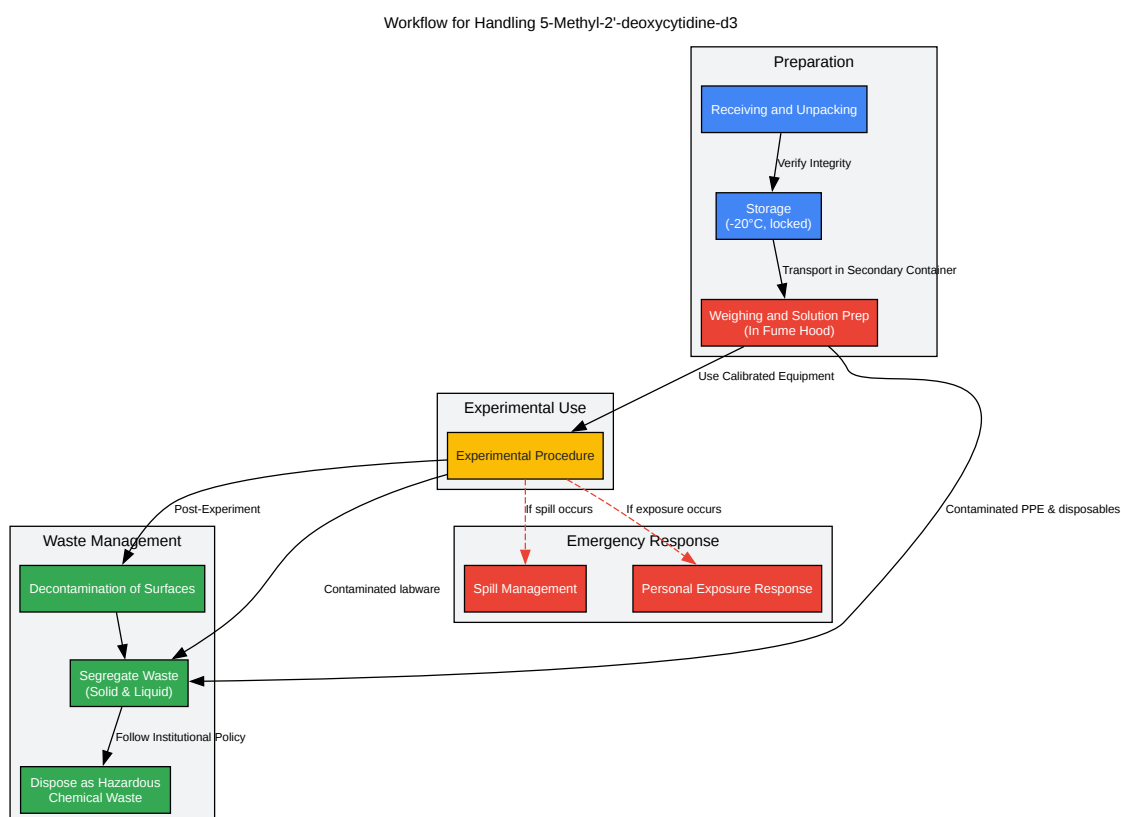 Workflow for Handling 5-Methyl-2'-deoxycytidine-d3
Preparation
Receiving and Unpacking
Verify Integrity
Storage
(-20°C, locked)
Transport in Secondary Container
Weighing and Solution Prep
(In Fume Hood)
Use Calibrated Equipment
Experimental Use
Experimental Procedure
Post-Experiment
If spill occurs
If exposure occurs
Contaminated PPE & disposables
Waste Management
Emergency Response
Decontamination of Surfaces
Contaminated labware
Spill Management
Personal Exposure Response
Segregate Waste
(Solid & Liquid)
Follow Institutional Policy
Dispose as Hazardous
Chemical Waste